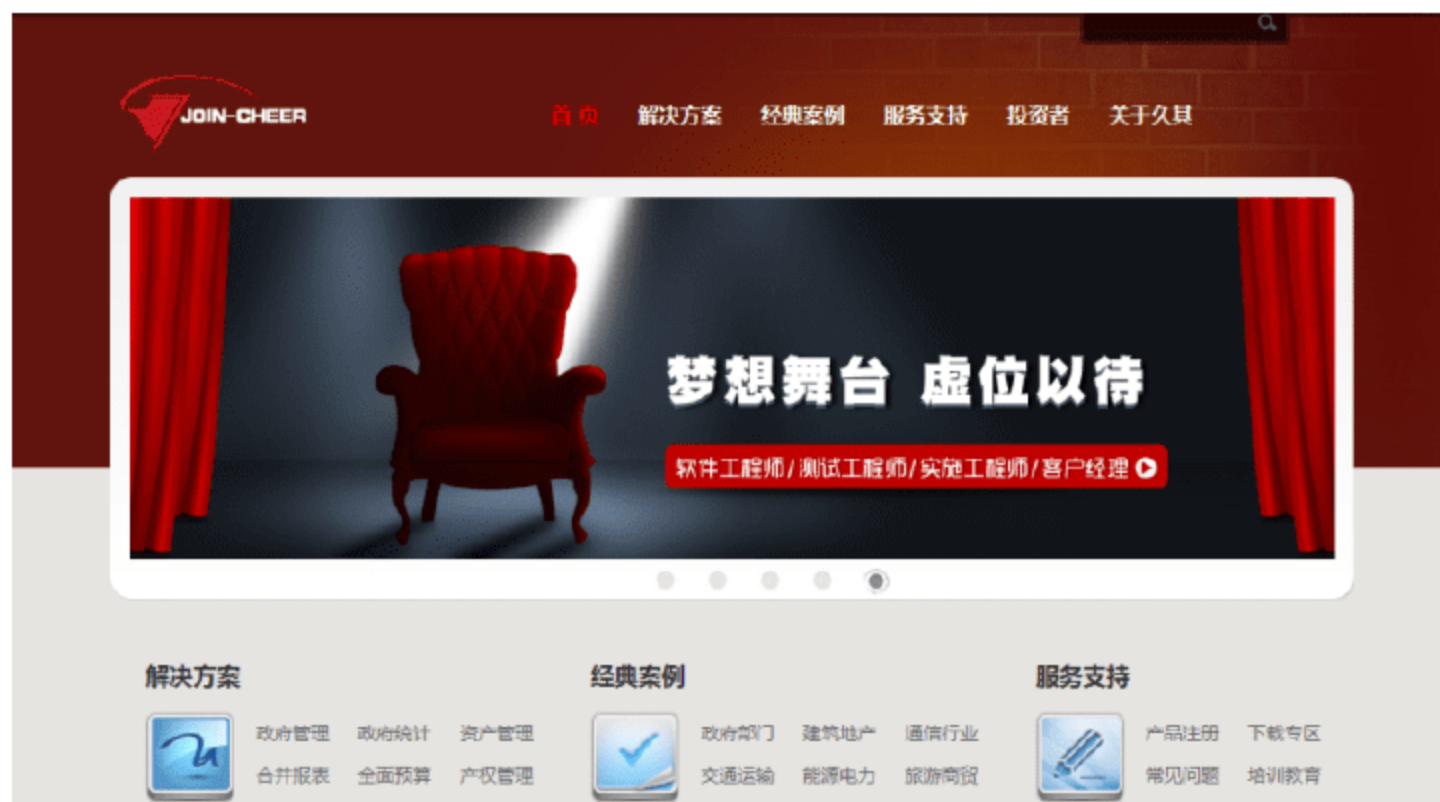 JOIN-CHEER
首 页 解决方案 经典案例 服务支持 投资者 关于久其
梦想舞台 虚位以待
软件工程师/测试工程师/实施工程师/客户经理
解决方案 经典案例 服务支持
政府管理 政府统计 资产管理 政府部门 建筑地产 通信行业 产品注册 下载专区
合并报表 全面预算 产权管理 交通运输 能源电力 旅游商贸 常见问题 培训教育